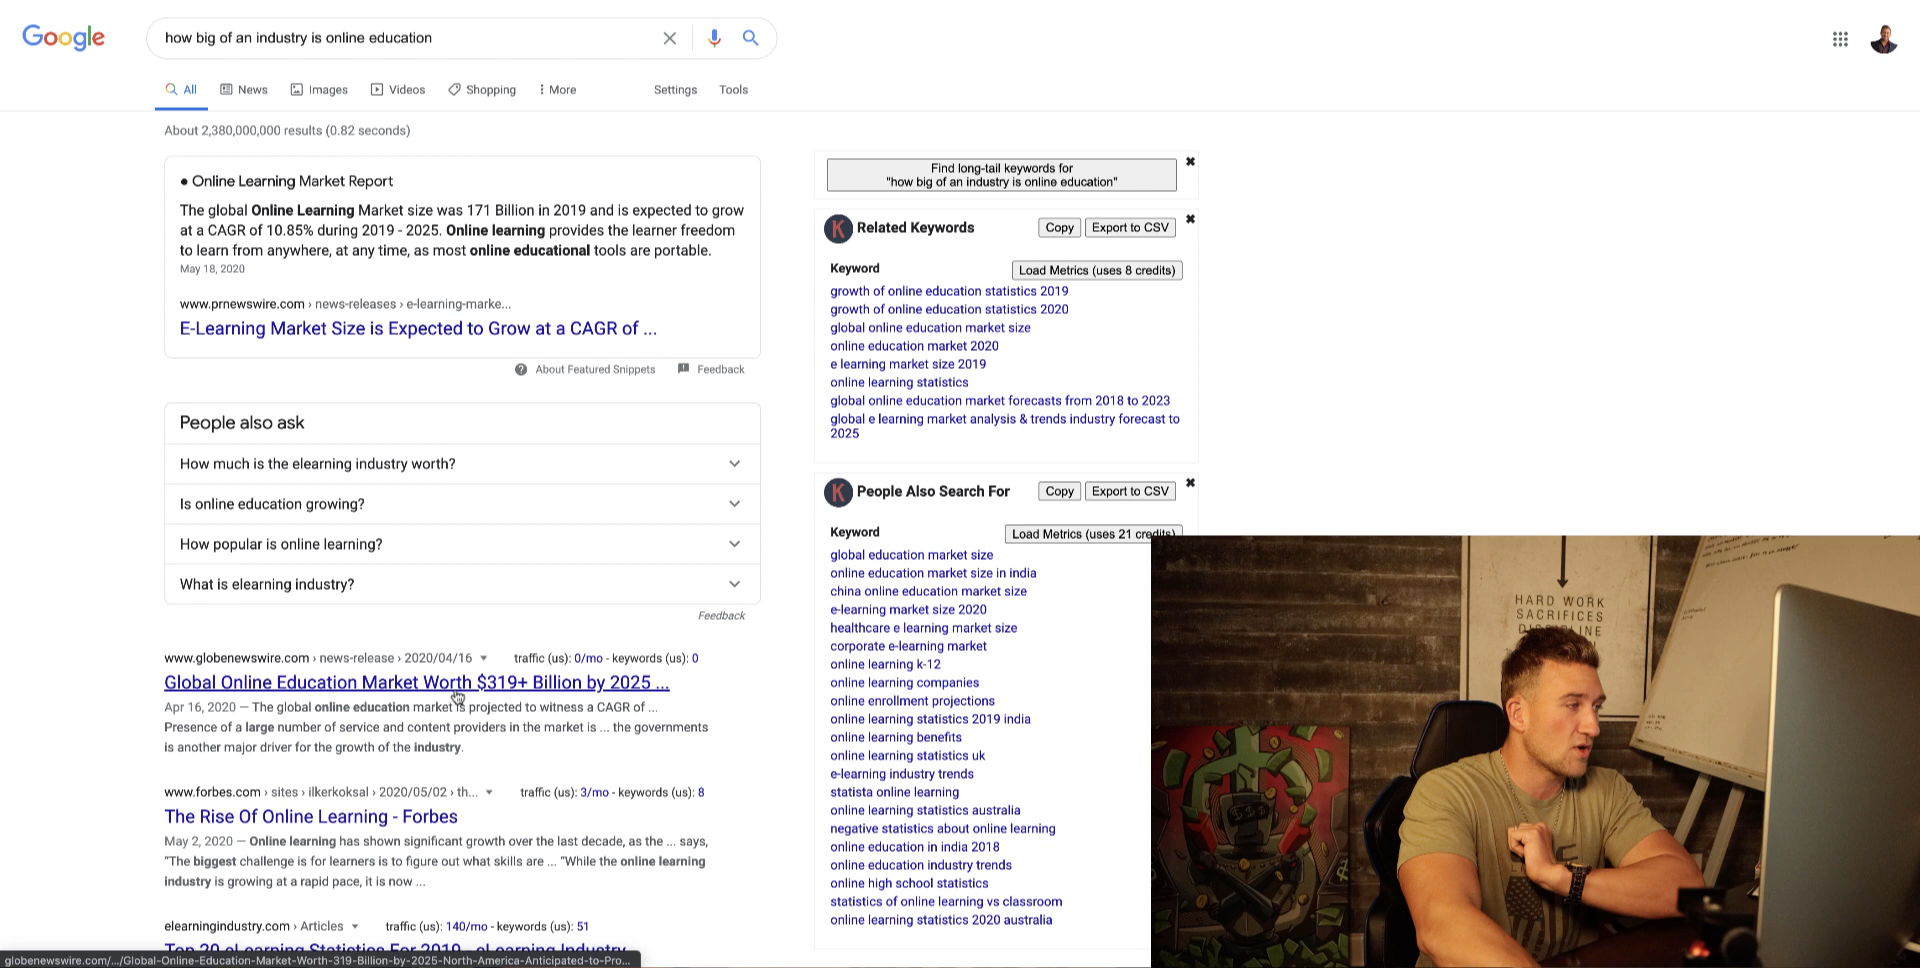 Google
how big of an industry is online education
All
News
Images
Videos
Shopping
More
Settings
Tools
About 2,380,000,000 results (0.82 seconds)
● Online Learning Market Report
The global Online Learning Market size was 171 Billion in 2019 and is expected to grow
at a CAGR of 10.85% during 2019 - 2025. Online learning provides the learner freedom
to learn from anywhere, at any time, as most online educational tools are portable.
May 18, 2020
www.prnewswire.com › news-releases › e-learning-marke...
E-Learning Market Size is Expected to Grow at a CAGR of ...
About Featured Snippets
Feedback
People also ask
How much is the elearning industry worth?
Is online education growing?
How popular is online learning?
What is elearning industry?
Feedback
www.globenewswire.com › news-release › 2020/04/16 traffic (us): 0/mo - keywords (us): 0
Global Online Education Market Worth $319+ Billion by 2025 ...
Apr 16, 2020 — The global online education market is projected to witness a CAGR of ...
Presence of a large number of service and content providers in the market is ... the governments
is another major driver for the growth of the industry.
www.forbes.com › sites › ilkerkoksal › 2020/05/02 › th... traffic (us): 3/mo - keywords (us): 8
The Rise Of Online Learning - Forbes
May 2, 2020 — Online learning has shown significant growth over the last decade, as the ... says,
"The biggest challenge is for learners is to figure out what skills are ... "While the online learning
industry is growing at a rapid pace, it is now ...
elearningindustry.com › Articles traffic (us): 140/mo - keywords (us): 51
Top 20 eLearning Statistics For 2019 - eLearning Industry
globenewswire.com/.../Global-Online-Education-Market-Worth-319-Billion-by-2025-North-America-Anticipated-to-Pro...
Find long-tail keywords for
"how big of an industry is online education"
K
Related Keywords
Copy
Export to CSV
Keyword
Load Metrics (uses 8 credits)
growth of online education statistics 2019
growth of online education statistics 2020
global online education market size
online education market 2020
e learning market size 2019
online learning statistics
global online education market forecasts from 2018 to 2023
global e learning market analysis & trends industry forecast to
2025
K
People Also Search For
Copy
Export to CSV
Keyword
Load Metrics (uses 21 credits)
global education market size
online education market size in india
china online education market size
e-learning market size 2020
healthcare e learning market size
corporate e-learning market
online learning k-12
online learning companies
online enrollment projections
online learning statistics 2019 india
online learning benefits
online learning statistics uk
e-learning industry trends
statista online learning
online learning statistics australia
negative statistics about online learning
online education in india 2018
online education industry trends
online high school statistics
statistics of online learning vs classroom
online learning statistics 2020 australia
HARD WORK
SACRIFICES